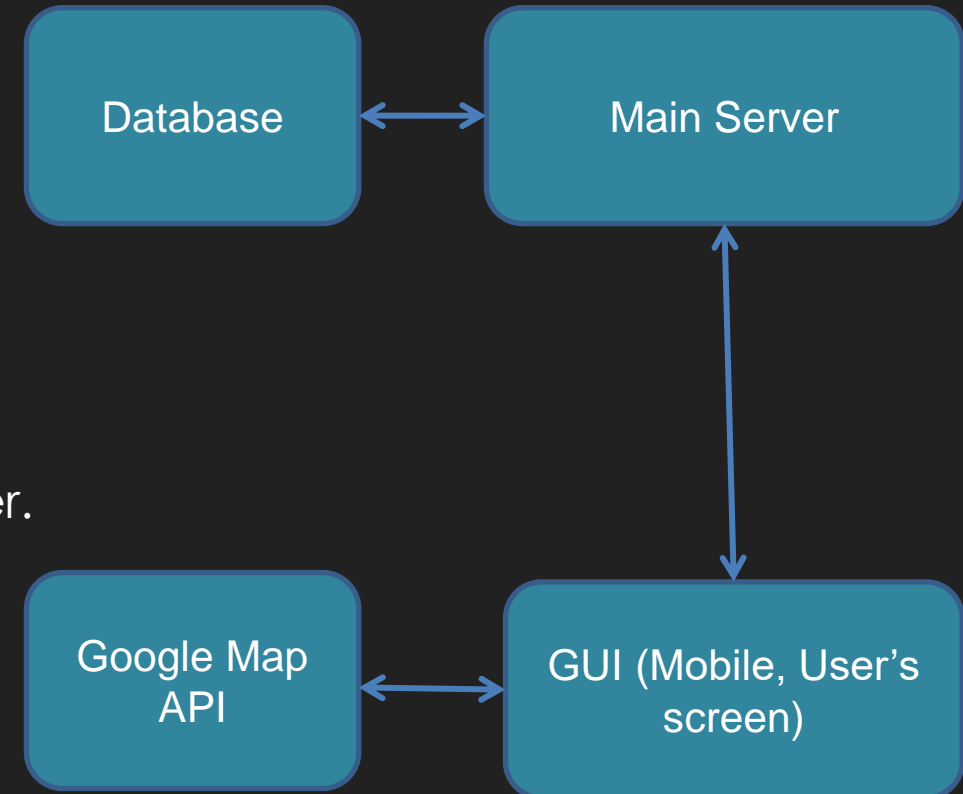 Database
Main Server
er.
Google Map
API
GUI (Mobile, User’s
screen)